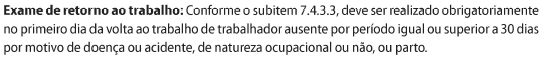 Exame de retorno ao trabalho: Conforme o subitem 7.4.3.3, deve ser realizado obrigatoriamente
no primeiro dia da volta ao trabalho de trabalhador ausente por período igual ou superior a 30 dias
por motivo de doença ou acidente, de natureza ocupacional ou não, ou parto.